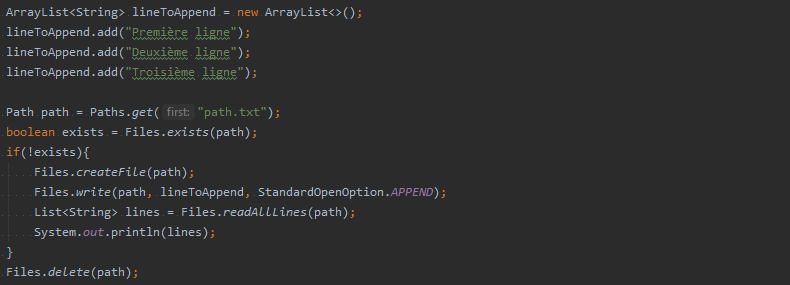 ArrayList<String> lineToAppend = new ArrayList<>();
lineToAppend.add("Première ligne");
lineToAppend.add("Deuxième ligne");
lineToAppend.add("Troisième ligne");
Path path = Paths.get( first: "path.txt");
boolean exists = Files.exists(path);
if(!exists){
Files.createFile(path);
Files.write(path, lineToAppend, StandardOpenOption.APPEND);
List<String> lines = Files.readAllLines(path);
System.out.println(lines);
}
Files.delete(path);